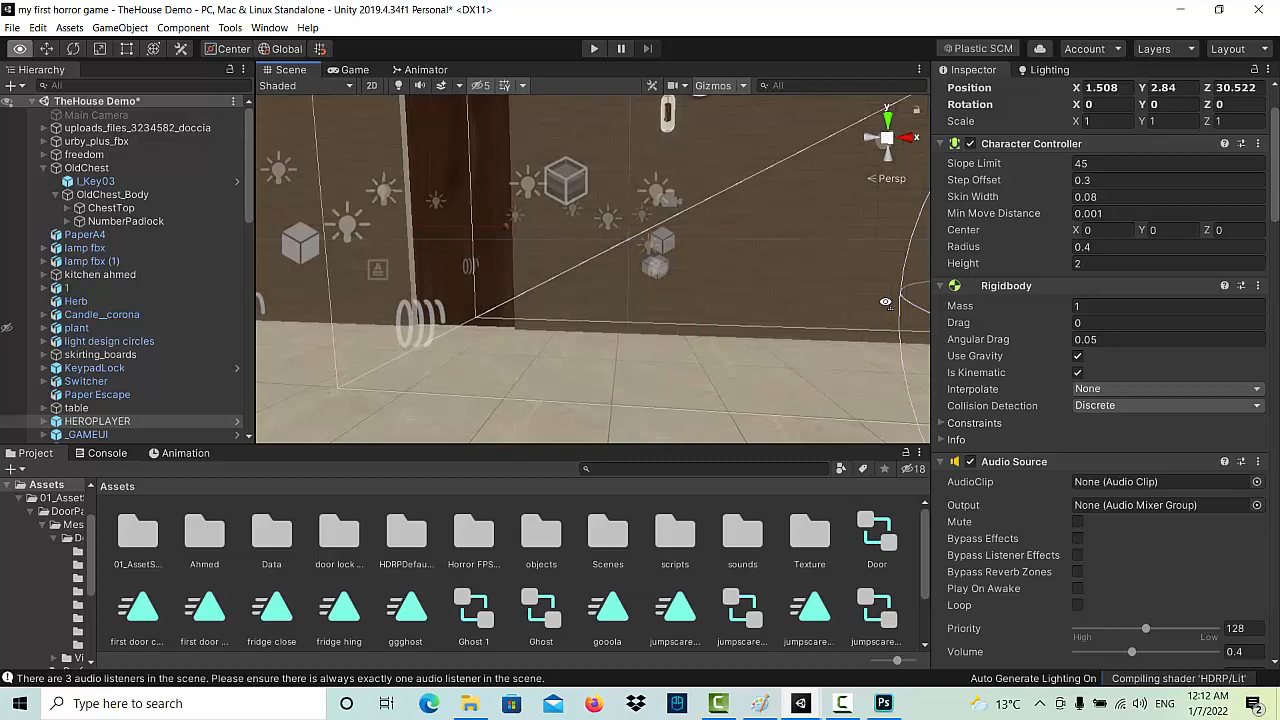 my first horror game - TheHouse Demo - PC, Mac & Linux Standalone - Unity 2019.4.34f1 Personal* <DX11>
File Edit Assets GameObject Component Tools Window Help
Center Global Plastic SCM Account Layers Layout
Hierarchy Scene Game Animator Inspector Lighting
All Shaded 2D 5 Gizmos All
TheHouse Demo*
Main Camera
uploads_files_3234582_dyccia
urby_plus_fbx
freedom
OldChest
I_Key03
OldChest_Body
ChestTop
NumberPadlock
PaperA4
lamp fbx
lamp fbx (1)
kitchen ahmed
1
Herb
Candle_corona
plant
light design circles
skirting_boards
KeypadLock
Switcher
Paper Escape
table
HEROPLAYER
_GAMEUI
y
x
Persp
Position X 1.508 Y 2.84 Z 30.522
Rotation X 0 Y 0 Z 0
Scale X 1 Y 1 Z 1
Character Controller
Slope Limit 45
Step Offset 0.3
Skin Width 0.08
Min Move Distance 0.001
Center X 0 Y 0 Z 0
Radius 0.4
Height 2
Rigidbody
Mass 1
Drag 0
Angular Drag 0.05
Use Gravity
Is Kinematic
Interpolate None
Collision Detection Discrete
Constraints
Info
Audio Source
AudioClip None (Audio Clip)
Output None (Audio Mixer Group)
Mute
Bypass Effects
Bypass Listener Effects
Bypass Reverb Zones
Play On Awake
Loop
Priority 128
High Low
Volume 0.4
Project Console Animation
18
Assets
01_Asset
DoorPa
Mes
D
Vi
Assets
01_AssetS... Ahmed Data door lock ... HDRPDefau... Horror FPS... objects Scenes scripts sounds Texture Door
first door c... first door ... fridge close fridge hing ggghost Ghost 1 Ghost gooola jumpscare... jumpscare... jumpscare... jumpscare...
There are 3 audio listeners in the scene. Please ensure there is always exactly one audio listener in the scene.
Auto Generate Lighting On Compiling shader 'HDRP/Lit'
Type here to search
13°C ENG 12:12 AM
1/7/2022
2